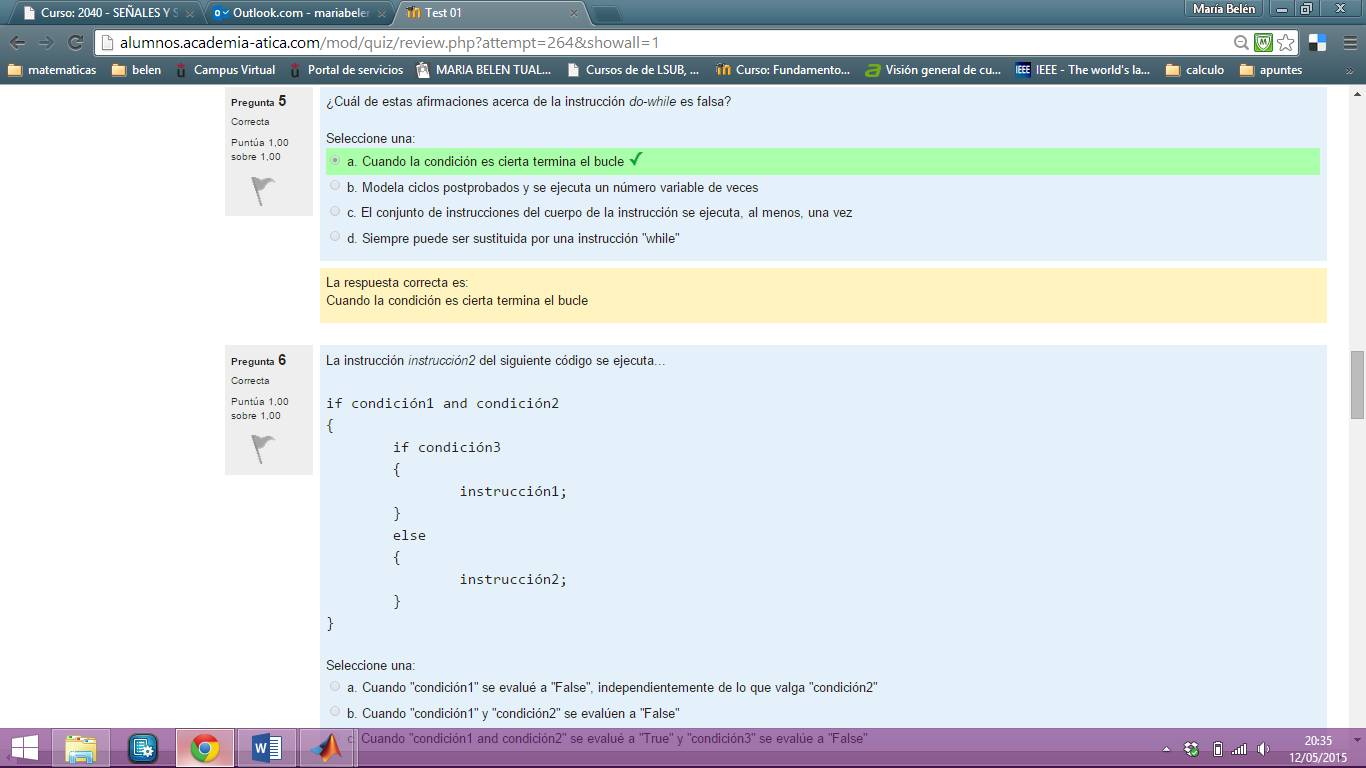 Curso: 2040 - SEÑALES Y S
Outlook.com - mariabelen
Test 01
María Belén
alumnos.academia-atica.com/mod/quiz/review.php?attempt=264&showall=1
matematicas
belen
Campus Virtual
Portal de servicios
MARIA BELEN TUAL...
Cursos de de LSUB, ...
Curso: Fundamento...
Visión general de cu...
IEEE - The world's la...
calculo
apuntes
»
Pregunta 5
Correcta
Puntúa 1,00
sobre 1,00
¿Cuál de estas afirmaciones acerca de la instrucción do-while es falsa?
Seleccione una:
a. Cuando la condición es cierta termina el bucle
b. Modela ciclos postprobados y se ejecuta un número variable de veces
c. El conjunto de instrucciones del cuerpo de la instrucción se ejecuta, al menos, una vez
d. Siempre puede ser sustituida por una instrucción "while"
La respuesta correcta es:
Cuando la condición es cierta termina el bucle
Pregunta 6
Correcta
Puntúa 1,00
sobre 1,00
La instrucción instrucción2 del siguiente código se ejecuta...
if condición1 and condición2
{
if condición3
{
instrucción1;
}
else
{
instrucción2;
}
}
Seleccione una:
a. Cuando "condición1" se evalué a "False", independientemente de lo que valga "condición2"
b. Cuando "condición1" y "condición2" se evalúen a "False"
c. Cuando "condición1 and condición2" se evalué a "True" y "condición3" se evalúe a "False"
20:35
12/05/2015